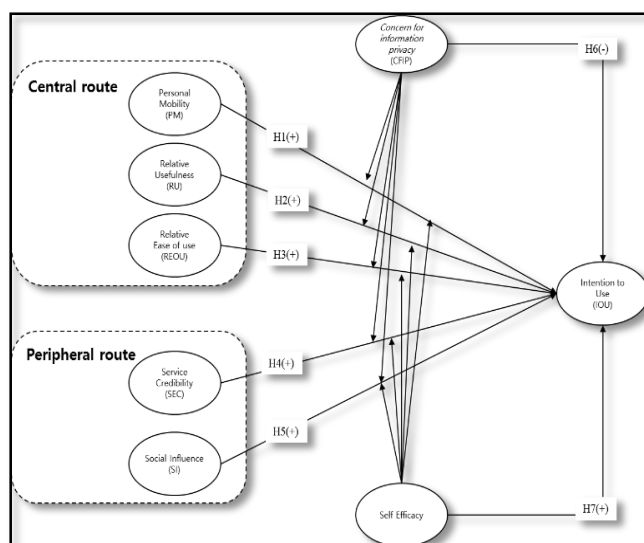 Concern for
information
privacy
(CFIP)
H6(-)
Central route
Personal
Mobility
(PM)
H1(+)
Relative
Usefulness
(RU)
H2(+)
Relative
Ease of use
(REOU)
H3(+)
Intention to
Use
(IOU)
Peripheral route
Service
Credibility
(SEC)
H4(+)
Social Influence
(SI)
H5(+)
Self Efficacy
H7(+)